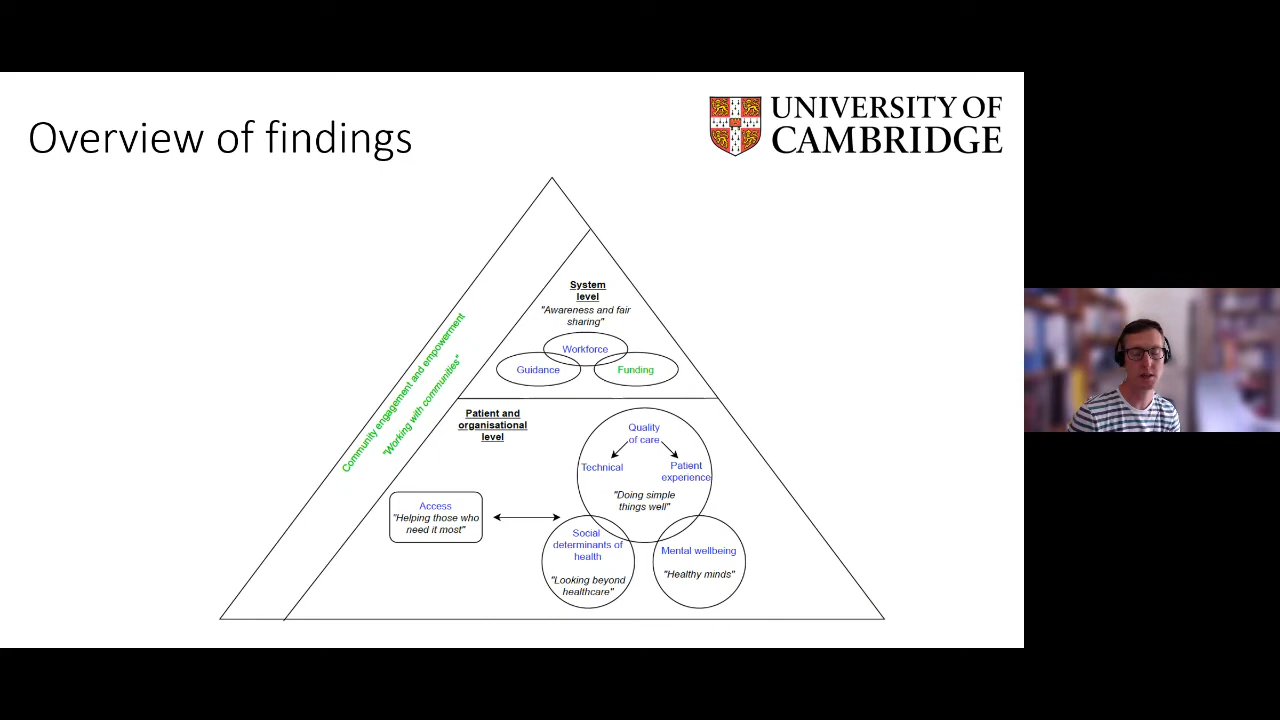 Overview of findings
UNIVERSITY OF
CAMBRIDGE
System
level
"Awareness and fair
sharing"
Workforce
Guidance
Funding
Community engagement and empowerment
"Working with communities"
Patient and
organisational
level
Quality
of care
Technical
Patient
experience
"Doing simple
things well"
Access
"Helping those who
need it most"
Social
determinants of
health
"Looking beyond
healthcare"
Mental wellbeing
"Healthy minds"